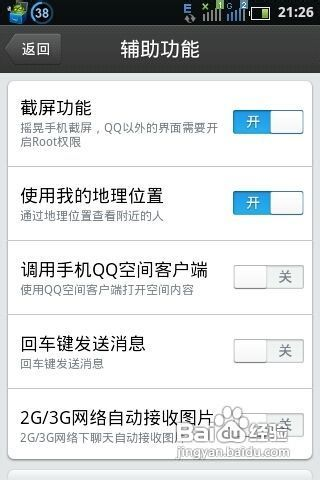 38
21:26
返回
辅助功能
截屏功能
开
摇晃手机截屏，QQ以外的界面需要开
启Root权限
使用我的地理位置
开
通过地理位置查看附近的人
调用手机QQ空间客户端
关
使用QQ空间客户端打开空间内容
回车键发送消息
关
回车键发送消息
2G/3G网络自动接收图片
关
2G/3G网络下聊天自动接收图
Baidu 经验
jingyan.baidu.com